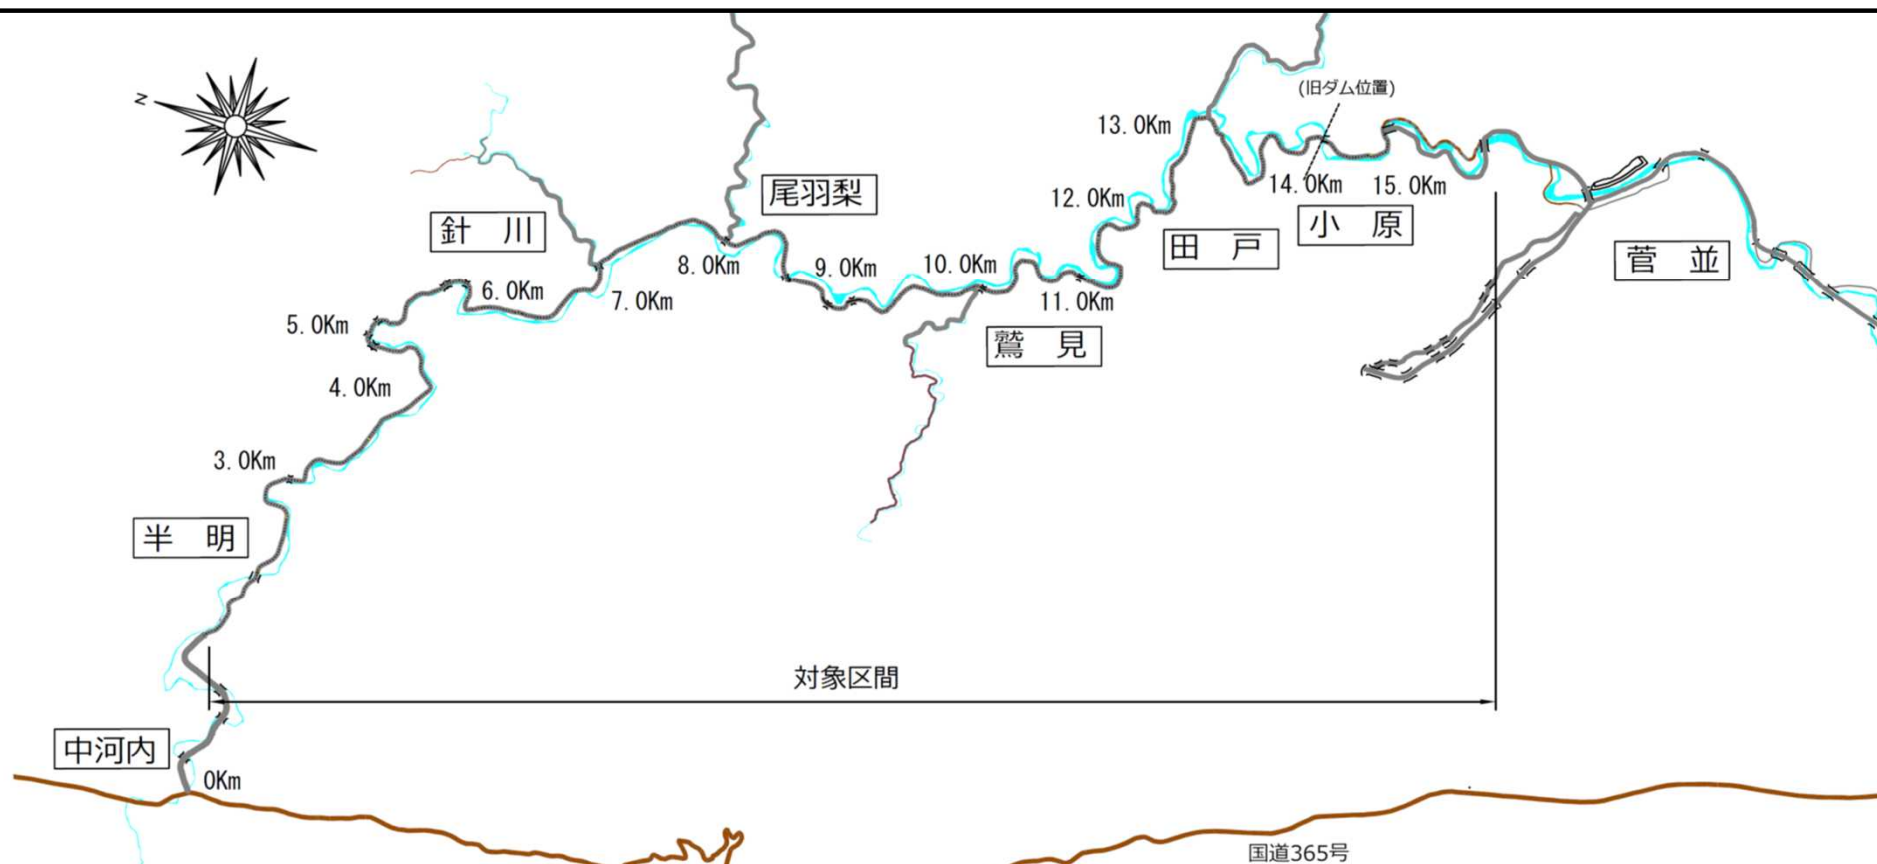 N
(旧ダム位置)
13.0Km
14.0Km
15.0Km
12.0Km
尾羽梨
小　原
針　川
田　戸
菅　並
8.0Km
9.0Km
10.0Km
6.0Km
7.0Km
11.0Km
5.0Km
鷲　見
4.0Km
3.0Km
半　明
対象区間
中河内
0Km
国道365号